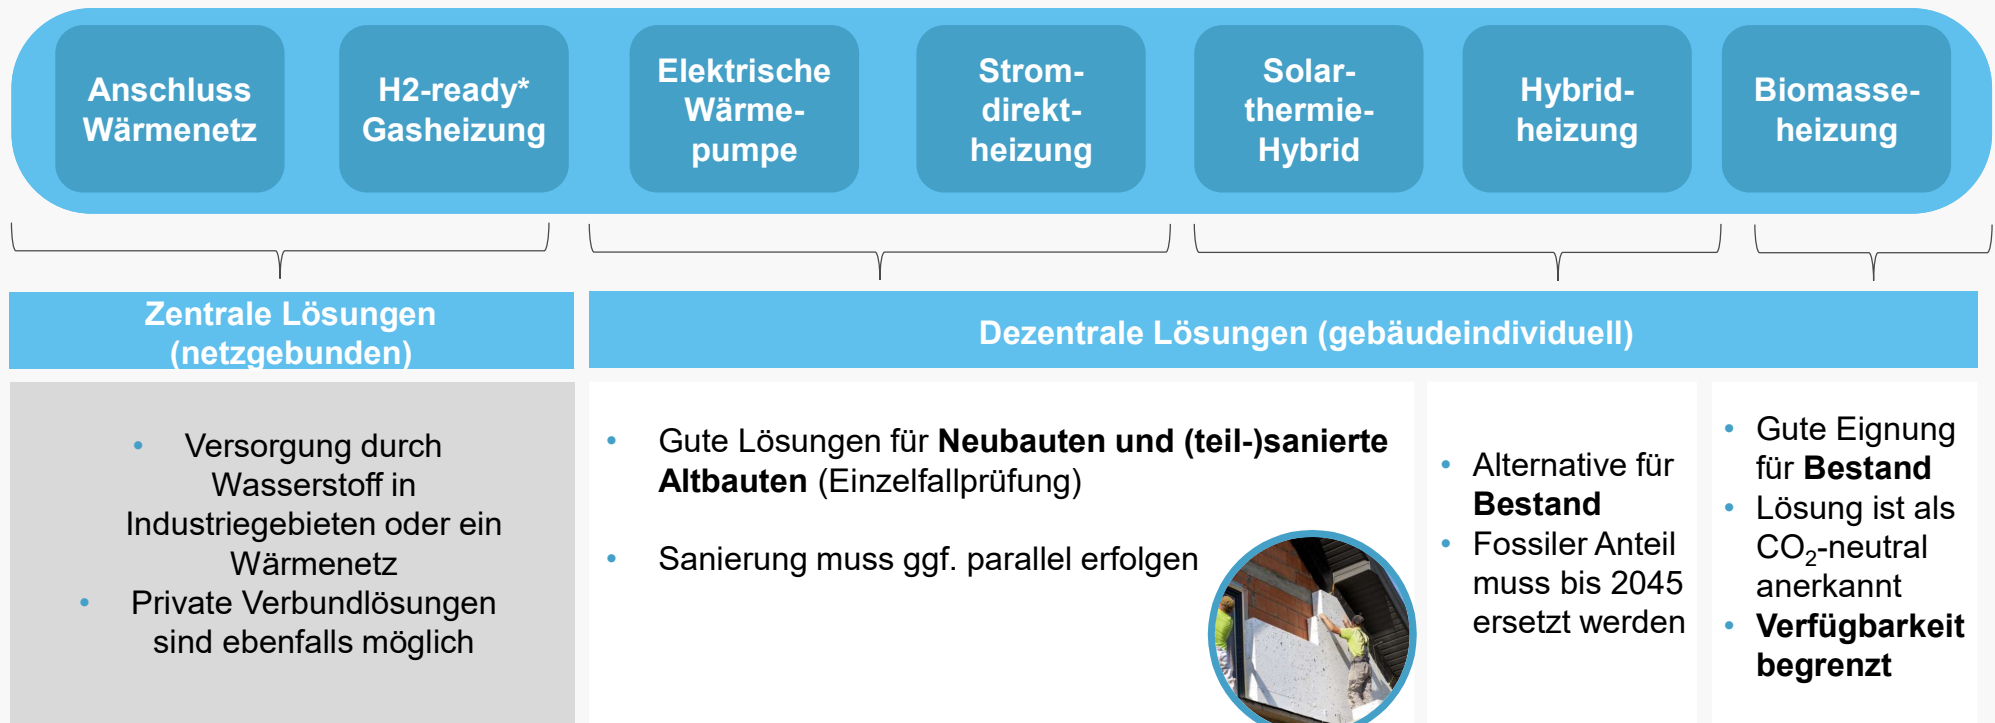 Anschluss
Wärmenetz
H2-ready*
Gasheizung
Elektrische
Wärme-
pumpe
Strom-
direkt-
heizung
Solar-
thermie-
Hybrid
Hybrid-
heizung
Biomasse-
heizung
Zentrale Lösungen
(netzgebunden)
Dezentrale Lösungen (gebäudeindividuell)
• Versorgung durch
Wasserstoff in
Industriegebieten oder ein
Wärmenetz
• Private Verbundlösungen
sind ebenfalls möglich
• Gute Lösungen für Neubauten und (teil-)sanierte
Altbauten (Einzelfallprüfung)
• Sanierung muss ggf. parallel erfolgen
• Alternative für
Bestand
• Fossiler Anteil
muss bis 2045
ersetzt werden
• Gute Eignung
für Bestand
• Lösung ist als
CO₂-neutral
anerkannt
• Verfügbarkeit
begrenzt